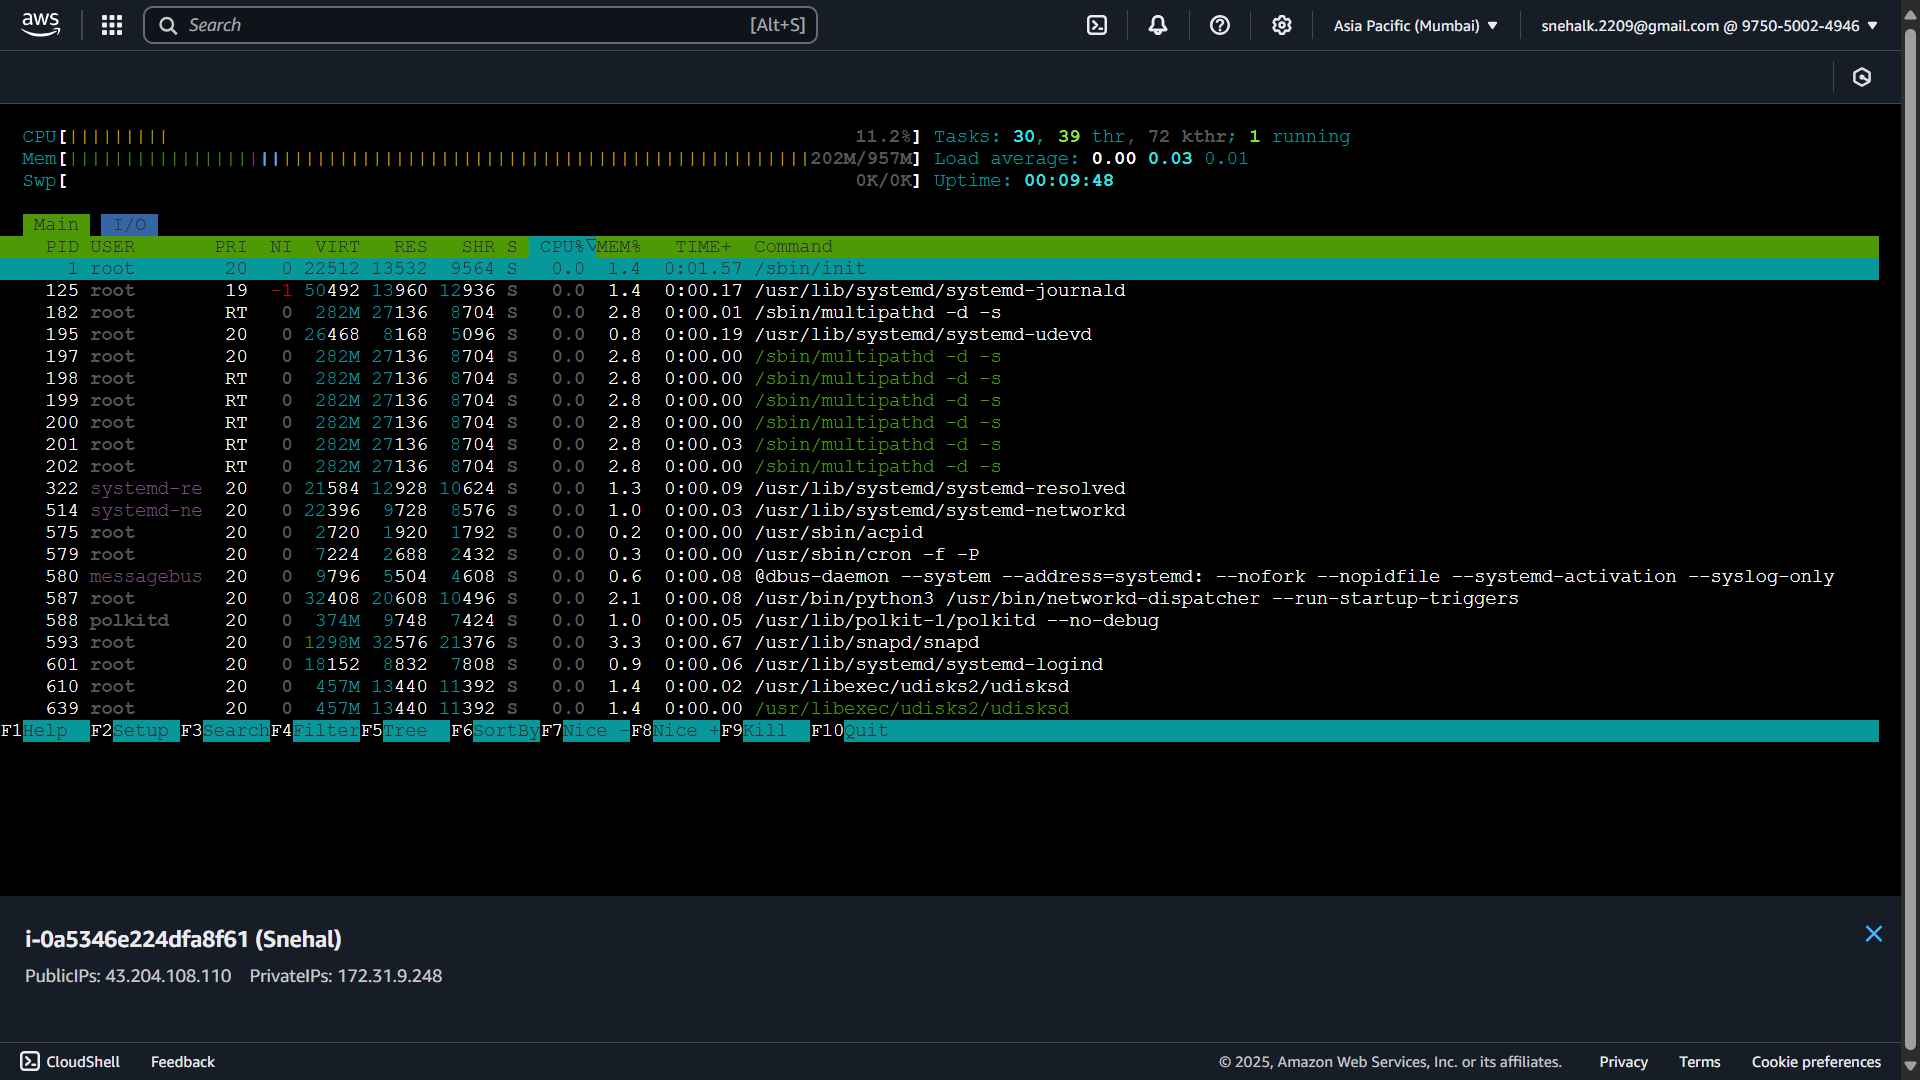 aws
Search [Alt+S]
Asia Pacific (Mumbai) ▼
snehalk.2209@gmail.com @ 9750-5002-4946 ▼
CPU[||||||||| 11.2%] Tasks: 30, 39 thr, 72 kthr; 1 running
Mem[||||||||||||||||||||||||||||||||||||||||||||||||||||||||||||||||||202M/957M] Load average: 0.00 0.03 0.01
Swp[ 0K/0K] Uptime: 00:09:48
Main I/O
PID USER PRI NI VIRT RES SHR S CPU%▽MEM% TIME+ Command
1 root 20 0 22512 13532 9564 S 0.0 1.4 0:01.57 /sbin/init
125 root 19 -1 50492 13960 12936 S 0.0 1.4 0:00.17 /usr/lib/systemd/systemd-journald
182 root RT 0 282M 27136 8704 S 0.0 2.8 0:00.01 /sbin/multipathd -d -s
195 root 20 0 26468 8168 5096 S 0.0 0.8 0:00.19 /usr/lib/systemd/systemd-udevd
197 root 20 0 282M 27136 8704 S 0.0 2.8 0:00.00 /sbin/multipathd -d -s
198 root RT 0 282M 27136 8704 S 0.0 2.8 0:00.00 /sbin/multipathd -d -s
199 root RT 0 282M 27136 8704 S 0.0 2.8 0:00.00 /sbin/multipathd -d -s
200 root RT 0 282M 27136 8704 S 0.0 2.8 0:00.00 /sbin/multipathd -d -s
201 root RT 0 282M 27136 8704 S 0.0 2.8 0:00.03 /sbin/multipathd -d -s
202 root RT 0 282M 27136 8704 S 0.0 2.8 0:00.00 /sbin/multipathd -d -s
322 systemd-re 20 0 21584 12928 10624 S 0.0 1.3 0:00.09 /usr/lib/systemd/systemd-resolved
514 systemd-ne 20 0 22396 9728 8576 S 0.0 1.0 0:00.03 /usr/lib/systemd/systemd-networkd
575 root 20 0 2720 1920 1792 S 0.0 0.2 0:00.00 /usr/sbin/acpid
579 root 20 0 7224 2688 2432 S 0.0 0.3 0:00.00 /usr/sbin/cron -f -P
580 messagebus 20 0 9796 5504 4608 S 0.0 0.6 0:00.08 @dbus-daemon --system --address=systemd: --nofork --nopidfile --systemd-activation --syslog-only
587 root 20 0 32408 20608 10496 S 0.0 2.1 0:00.08 /usr/bin/python3 /usr/bin/networkd-dispatcher --run-startup-triggers
588 polkitd 20 0 374M 9748 7424 S 0.0 1.0 0:00.05 /usr/lib/polkit-1/polkitd --no-debug
593 root 20 0 1298M 32576 21376 S 0.0 3.3 0:00.67 /usr/lib/snapd/snapd
601 root 20 0 18152 8832 7808 S 0.0 0.9 0:00.06 /usr/lib/systemd/systemd-logind
610 root 20 0 457M 13440 11392 S 0.0 1.4 0:00.02 /usr/libexec/udisks2/udisksd
639 root 20 0 457M 13440 11392 S 0.0 1.4 0:00.00 /usr/libexec/udisks2/udisksd
F1Help F2Setup F3SearchF4FilterF5Tree F6SortByF7Nice -F8Nice +F9Kill F10Quit
i-0a5346e224dfa8f61 (Snehal)
PublicIPs: 43.204.108.110 PrivateIPs: 172.31.9.248
CloudShell Feedback © 2025, Amazon Web Services, Inc. or its affiliates. Privacy Terms Cookie preferences